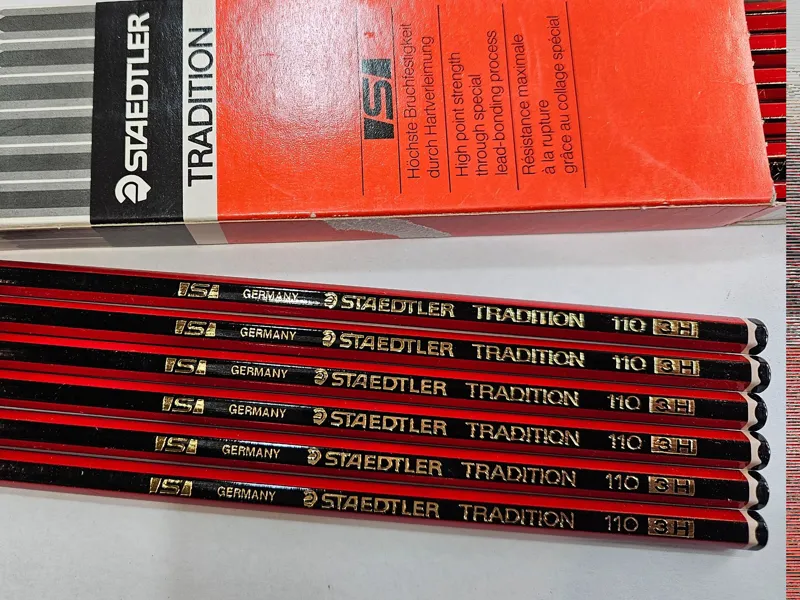 STAEDTLER
TRADITION
S
Höchste Bruchfestigkeit
durch Hartverleimung
High point strength
through special
lead-bonding process
Résistance maximale
à la rupture
grâce au collage spécial
S GERMANY STAEDTLER TRADITION 110 3H
S GERMANY STAEDTLER TRADITION 110 3H
S GERMANY STAEDTLER TRADITION 110 3H
S GERMANY STAEDTLER TRADITION 110 3H
S GERMANY STAEDTLER TRADITION 110 3H
S GERMANY STAEDTLER TRADITION 110 3H